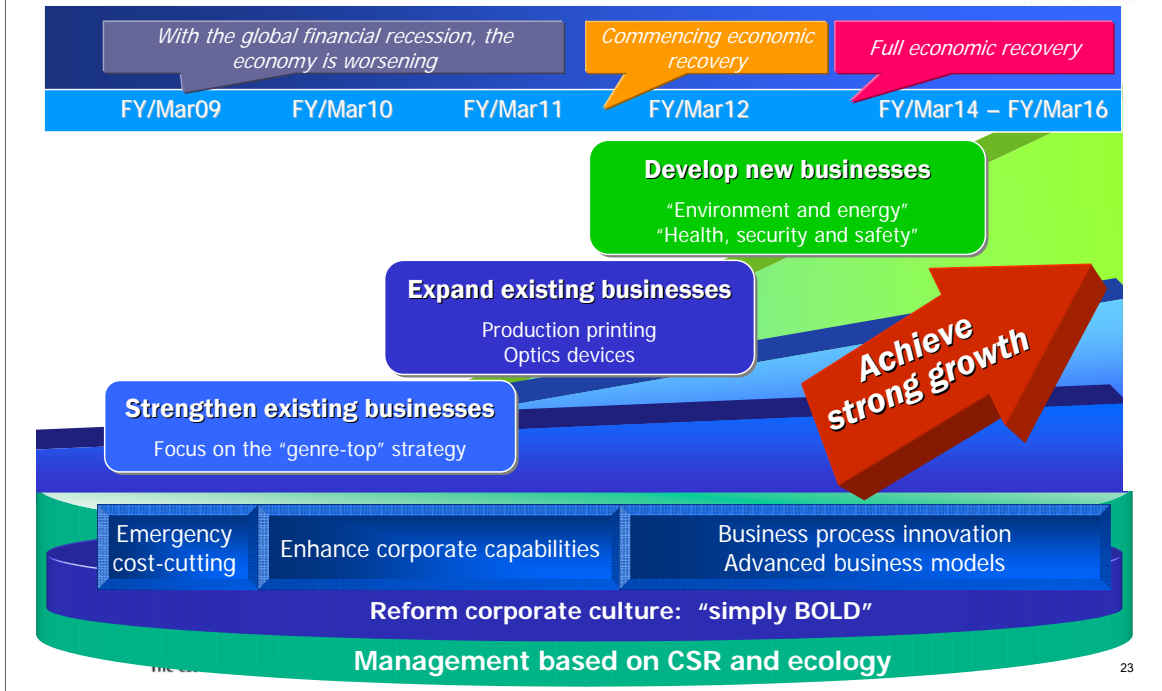 With the global financial recession, the
economy is worsening
Commencing economic
recovery
Full economic recovery
FY/Mar09 FY/Mar10 FY/Mar11 FY/Mar12 FY/Mar14 – FY/Mar16
Develop new businesses
“Environment and energy”
“Health, security and safety”
Expand existing businesses
Production printing
Optics devices
Achieve
strong growth
Strengthen existing businesses
Focus on the “genre-top” strategy
Emergency
cost-cutting
Enhance corporate capabilities
Business process innovation
Advanced business models
Reform corporate culture: “simply BOLD”
Management based on CSR and ecology
23